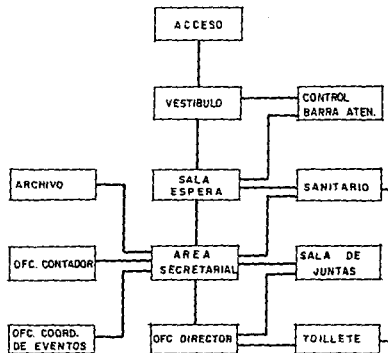 ACCESO
VESTIBULO
CONTROL
BARRA ATEN.
ARCHIVO
SALA
ESPERA
SANITARIO
OFC. CONTADOR
AREA
SECRETARIAL
SALA DE
JUNTAS
OFC. COORD.
DE EVENTOS
OFC DIRECTOR
TOILLETE